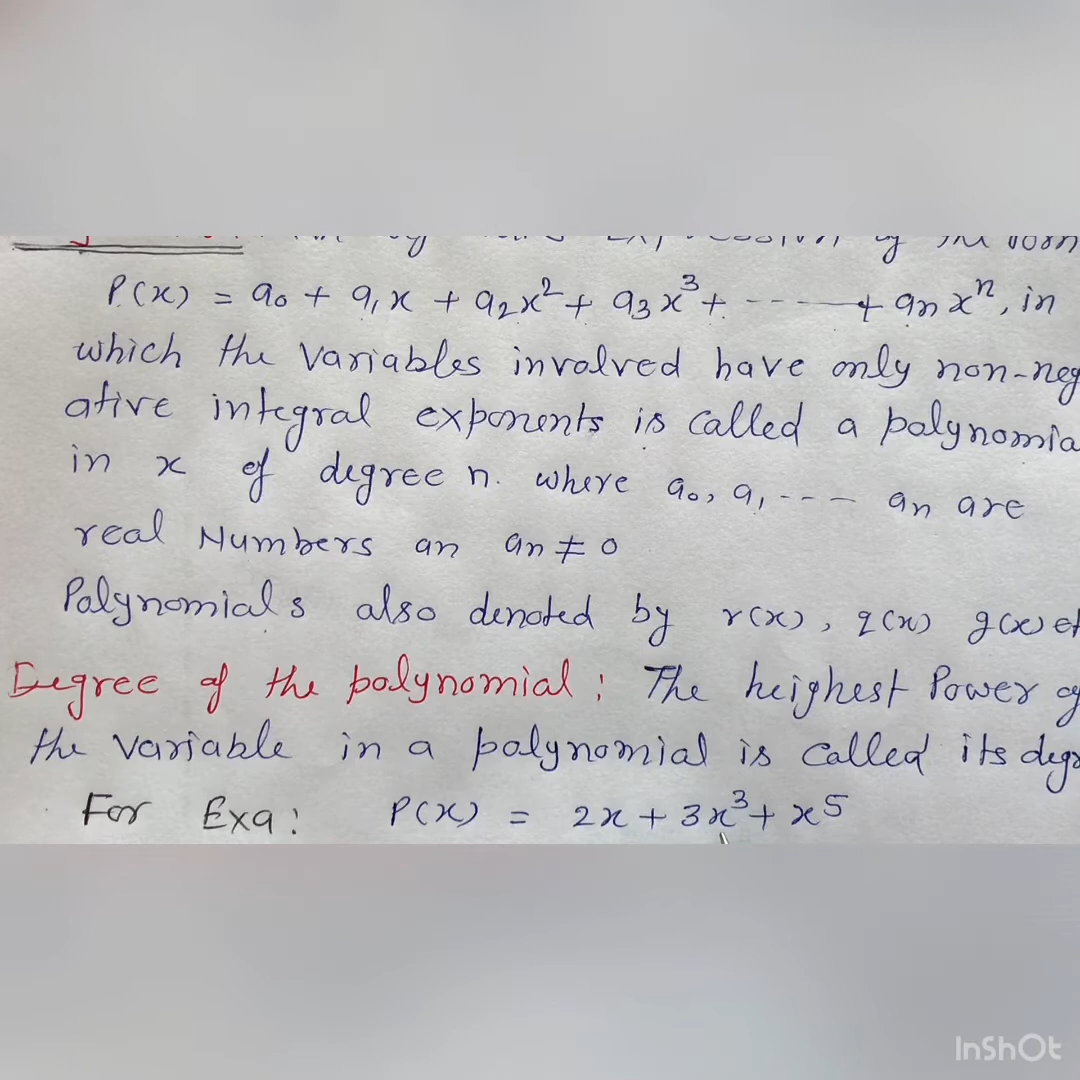 P(x) = a₀ + a₁x + a₂x² + a₃x³ + ------ + aₙxⁿ, in
which the variables involved have only non-neg
ative integral exponents is called a polynomia
in x of degree n. where a₀, a, --- aₙ are
real Numbers an aₙ ≠ 0
Polynomials also denoted by r(x), q(x) g(x) et
Degree of the polynomial: The heighest Power of
the variable in a polynomial is called its degr
For Exa: P(x) = 2x + 3x³ + x⁵
InShOt